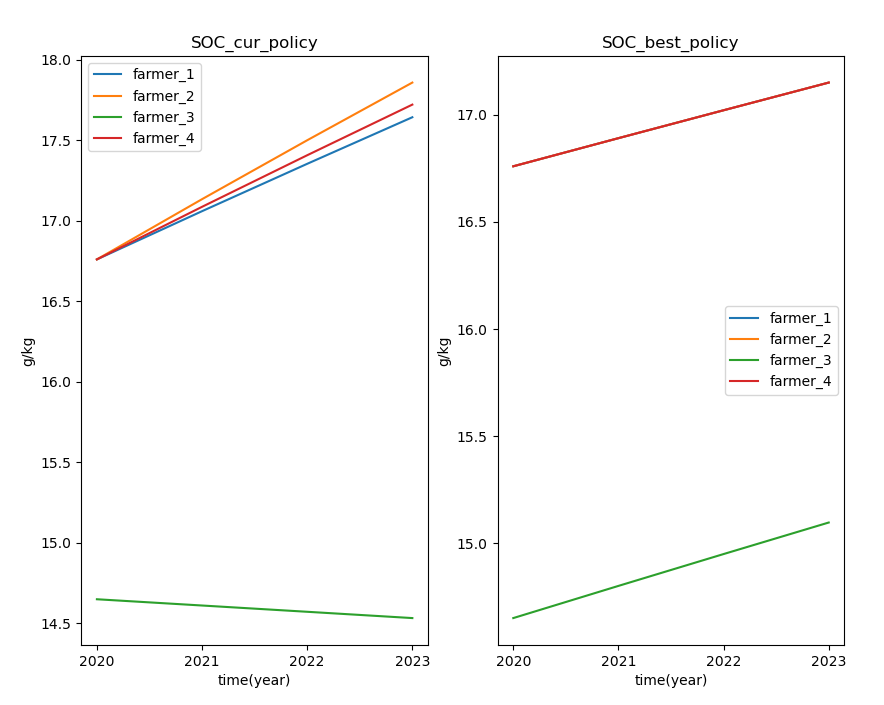 SOC_cur_policy
18.0
17.5
17.0
16.5
16.0
15.5
15.0
14.5
g/kg
farmer_1
farmer_2
farmer_3
farmer_4
2020 2021 2022 2023
time(year)
SOC_best_policy
17.0
16.5
16.0
15.5
15.0
g/kg
farmer_1
farmer_2
farmer_3
farmer_4
2020 2021 2022 2023
time(year)